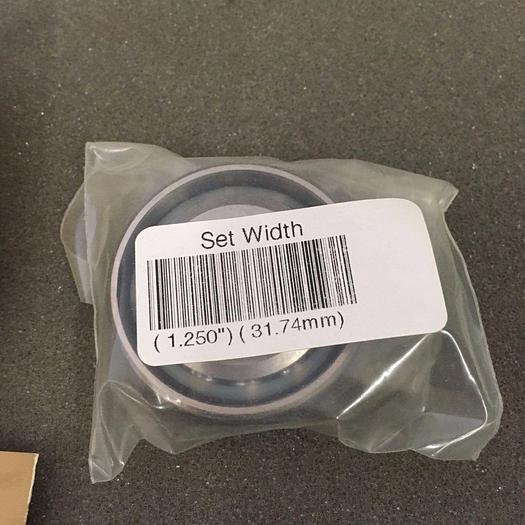 Set Width
( 1.250") ( 31.74mm)